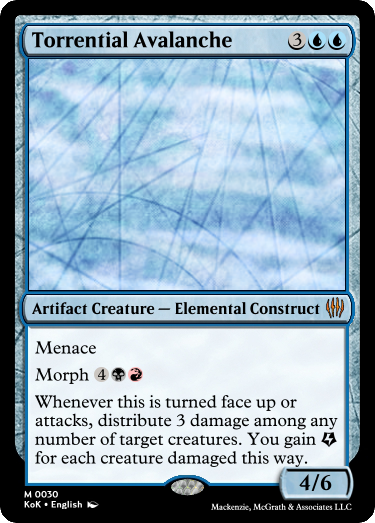 Torrential Avalanche 3
Artifact Creature — Elemental Construct
Menace
Morph 4
Whenever this is turned face up or
attacks, distribute 3 damage among any
number of target creatures. You gain
for each creature damaged this way.
4/6
M 0030
KoK • English
Mackenzie, McGrath & Associates LLC